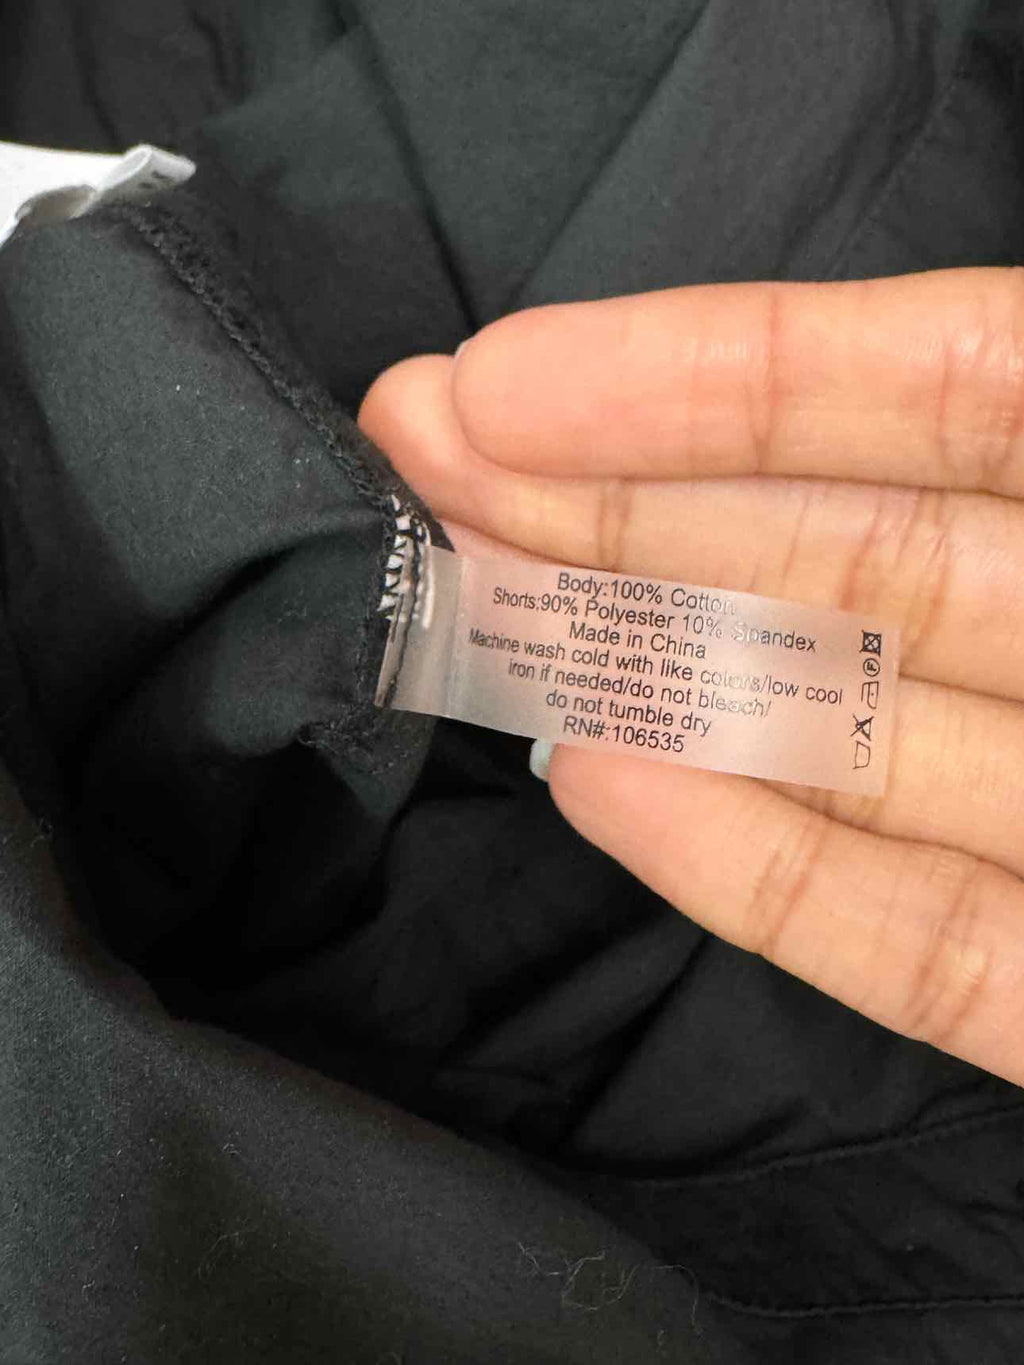 Body:100% Cotton
Shorts:90% Polyester 10% Spandex
Made in China
Machine wash cold with like colors/low cool
iron if needed/do not bleach/
do not tumble dry
RN#:106535